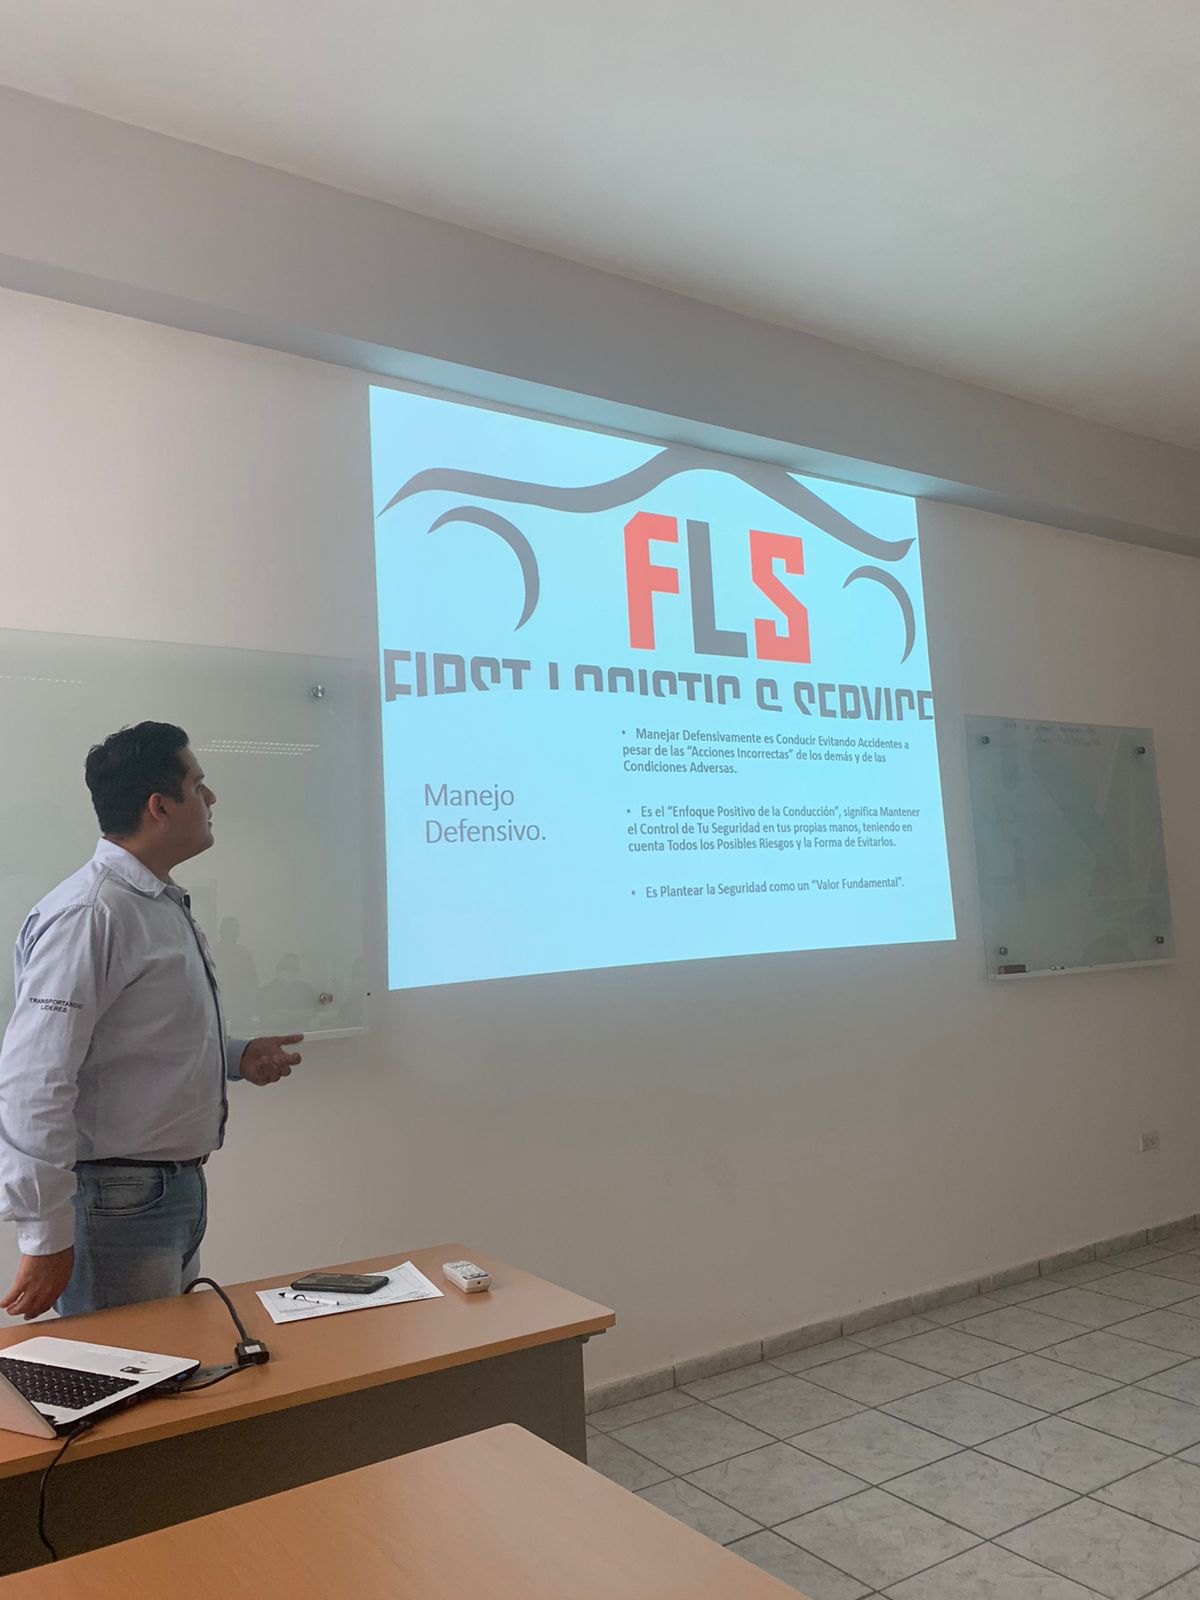 FLS
FIRST LOGISTIC & SERVICE
Manejo
Defensivo.
• Manejar Defensivamente es Conducir Evitando Accidentes a
pesar de las “Acciones Incorrectas” de los demás y de las
Condiciones Adversas.
• Es el “Enfoque Positivo de la Conducción”, significa Mantener
el Control de Tu Seguridad en tus propias manos, teniendo en
cuenta Todos los Posibles Riesgos y la Forma de Evitarlos.
• Es Plantear la Seguridad como un “Valor Fundamental”.
TRANSPORTANDO
LIDERES